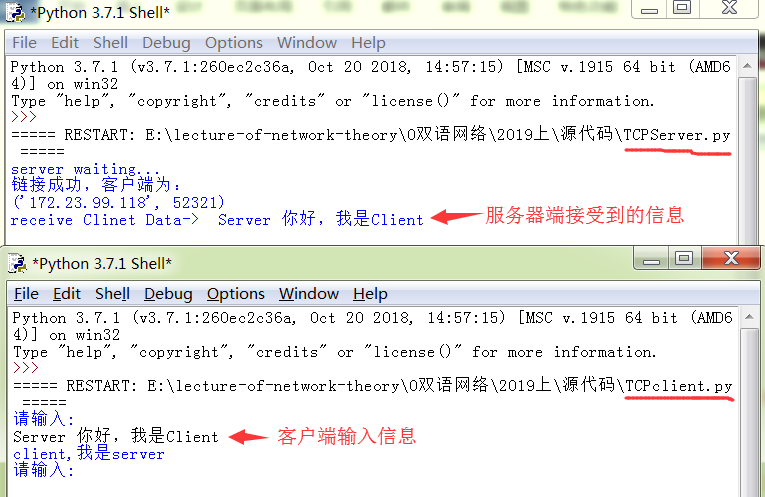 *Python 3.7.1 Shell*
File Edit Shell Debug Options Window Help
Python 3.7.1 (v3.7.1:260ec2c36a, Oct 20 2018, 14:57:15) [MSC v.1915 64 bit (AMD6
4)] on win32
Type "help", "copyright", "credits" or "license()" for more information.
>>>
===== RESTART: E:\lecture-of-network-theory\0双语网络\2019上\源代码\TCPServer.py
=====
server waiting...
链接成功，客户端为：
('172.23.99.118', 52321)
receive Clinet Data-> Server 你好，我是Client 服务器端接受到的信息
*Python 3.7.1 Shell*
File Edit Shell Debug Options Window Help
Python 3.7.1 (v3.7.1:260ec2c36a, Oct 20 2018, 14:57:15) [MSC v.1915 64 bit (AMD6
4)] on win32
Type "help", "copyright", "credits" or "license()" for more information.
>>>
===== RESTART: E:\lecture-of-network-theory\0双语网络\2019上\源代码\TCPclient.py
=====
请输入:
Server 你好，我是Client 客户端输入信息
client,我是server
请输入: